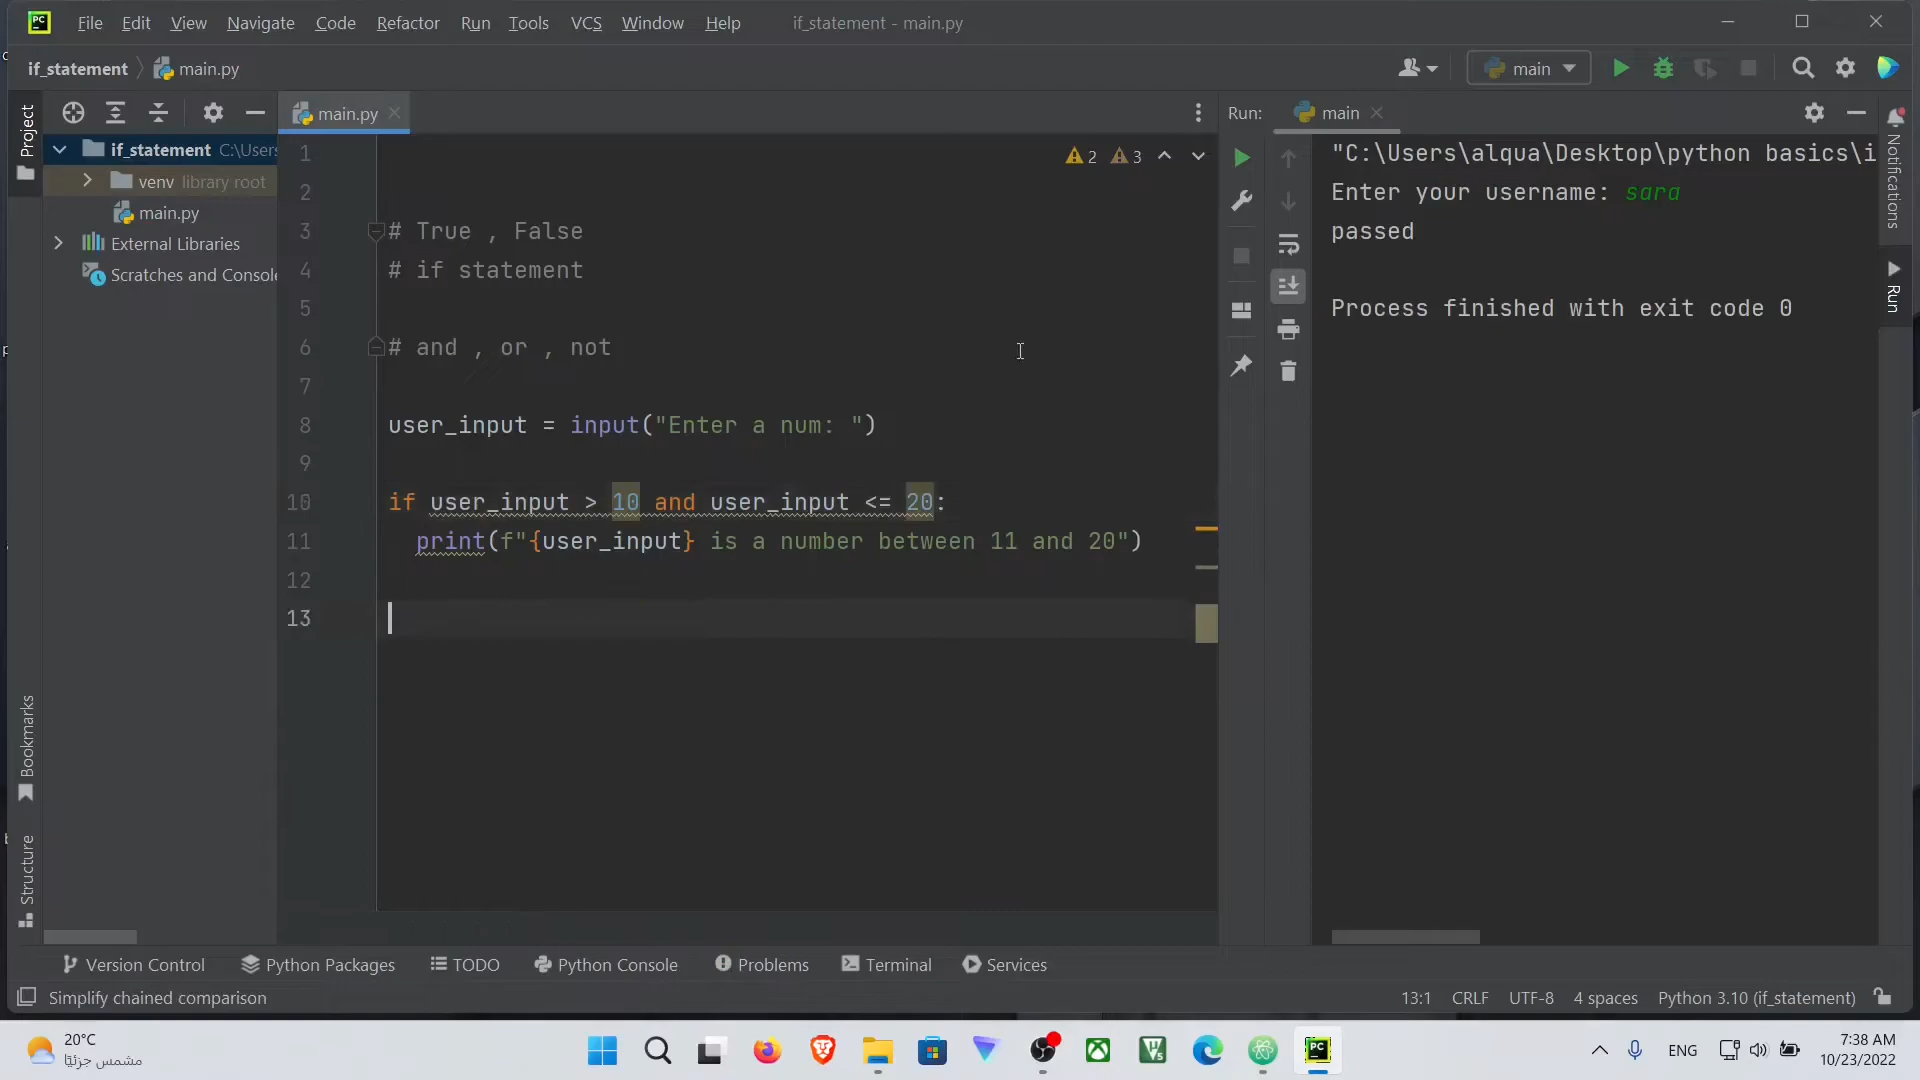 PC File Edit View Navigate Code Refactor Run Tools VCS Window Help if_statement - main.py
if_statement main.py main
Project main.py Run: main
if_statement C:\Users
venv library root
main.py
External Libraries
Scratches and Console
1
2
3 # True , False
4 # if statement
5
6 # and , or , not
7
8 user_input = input("Enter a num: ")
9
10 if user_input > 10 and user_input <= 20:
11 print(f"{user_input} is a number between 11 and 20")
12
13
2 3
"C:\Users\alqua\Desktop\python basics\i
Enter your username: sara
passed
Process finished with exit code 0
Notifications
Run
Bookmarks
Structure
Version Control Python Packages TODO Python Console Problems Terminal Services
Simplify chained comparison 13:1 CRLF UTF-8 4 spaces Python 3.10 (if_statement)
20°C
مشمس جزئيًا
PC
ENG
7:38 AM
10/23/2022